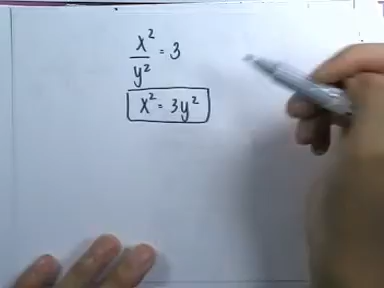 x²/y² = 3
x² = 3y²